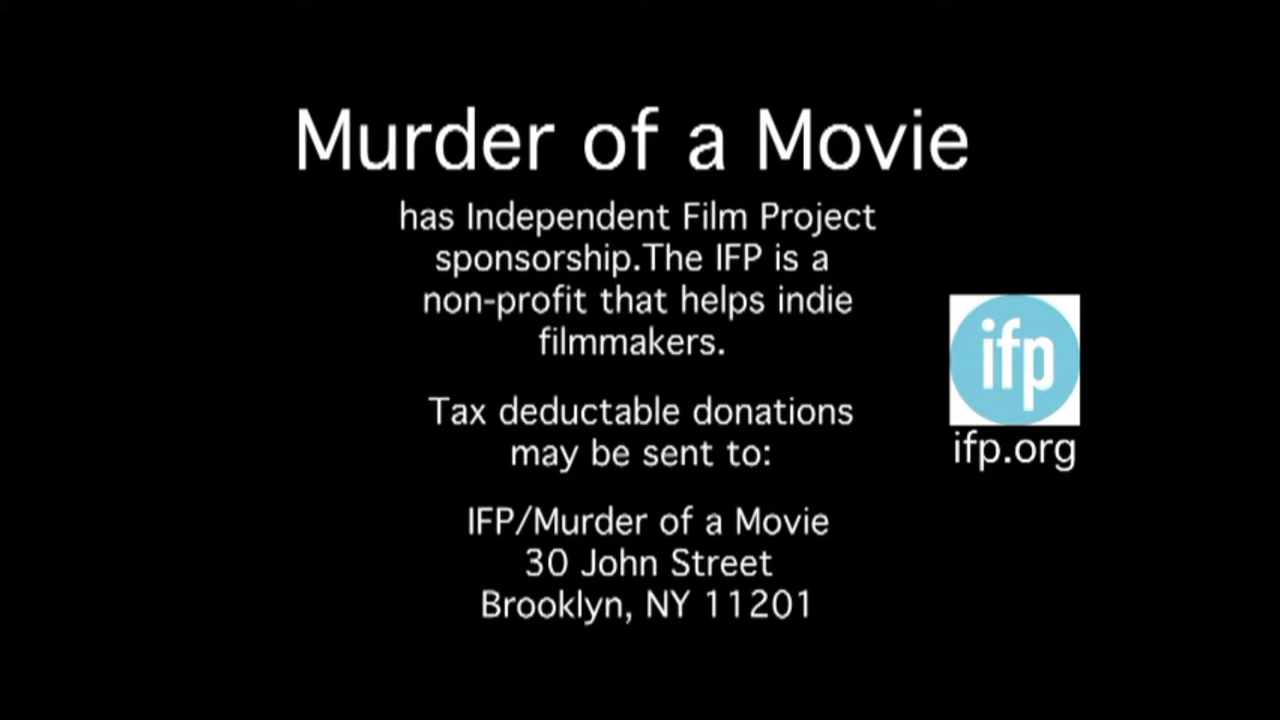 Murder of a Movie
has Independent Film Project
sponsorship.The IFP is a
non-profit that helps indie
filmmakers.
Tax deductable donations
may be sent to:
IFP/Murder of a Movie
30 John Street
Brooklyn, NY 11201
ifp
ifp.org